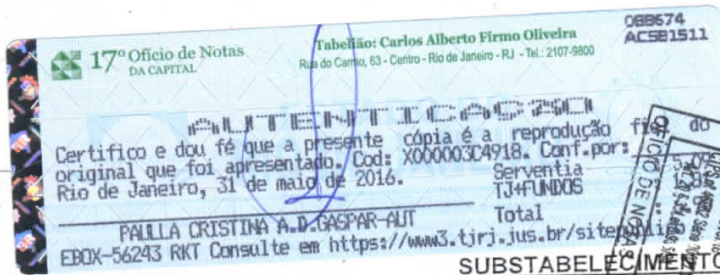 088674
ACSB1511
17º Ofício de Notas
DA CAPITAL
Tabelião: Carlos Alberto Firmo Oliveira
Rua do Carmo, 63 - Centro - Rio de Janeiro - RJ - Tel.: 2107-9800
AUTENTICAÇÃO
Certifico e dou fé que a presente cópia é a reprodução do
original que foi apresentado. Cod: X000003C4918. Conf.por:
Rio de Janeiro, 31 de maio de 2016. Serventia
TJ+FUNDOS
PAULLA CRISTINA A.D.GASPAR-AUT Total
EBOX-56243 RKT Consulte em https://www3.tjrj.jus.br/
OFICIO DE
SUBSTABELECIMENTO